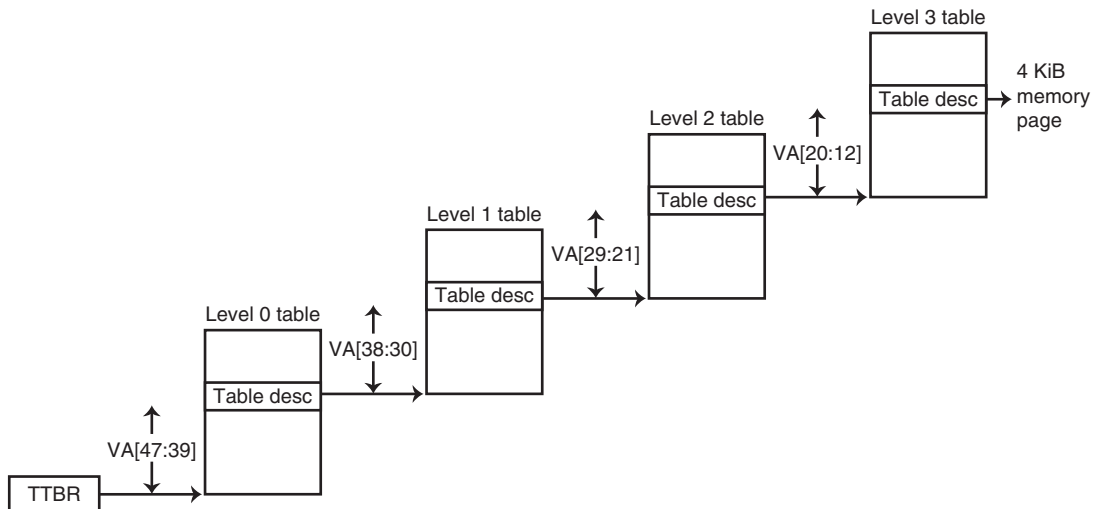 Level 3 table
Table desc
4 KiB
memory
page
Level 2 table
VA[20:12]
Table desc
Level 1 table
VA[29:21]
Table desc
Level 0 table
VA[38:30]
Table desc
VA[47:39]
TTBR